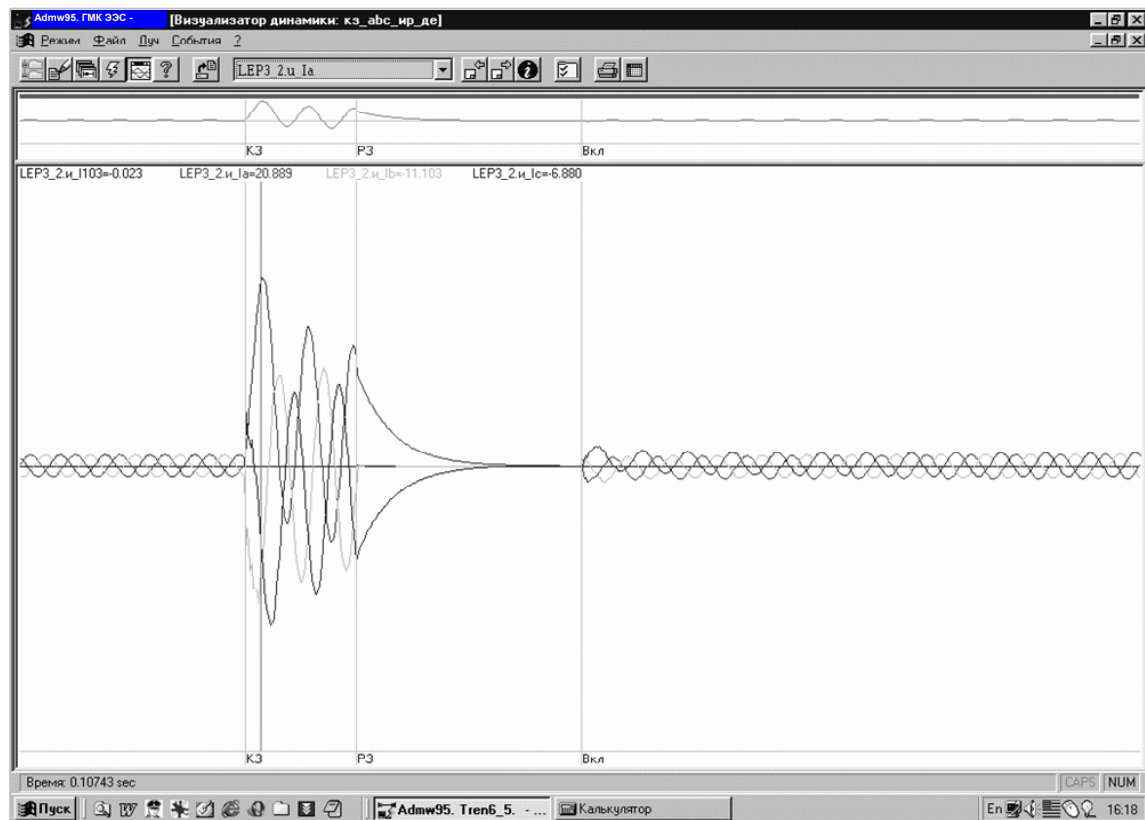 Admw95. ГМК ЭЭС - [Визуализатор динамики: кз_abc_ир_де]
Режим Файл Луч События ?
LEP3_2.и_Ia
КЗ РЗ Вкл
LEP3_2.и_I103=-0.023 LEP3_2.и_Ia=20.889 LEP3_2.и_Ib=-11.103 LEP3_2.и_Ic=-6.880
КЗ РЗ Вкл
Время: 0.10743 sec CAPS NUM
Пуск Admw95. Tren6_5. - ... Калькулятор En 16:18